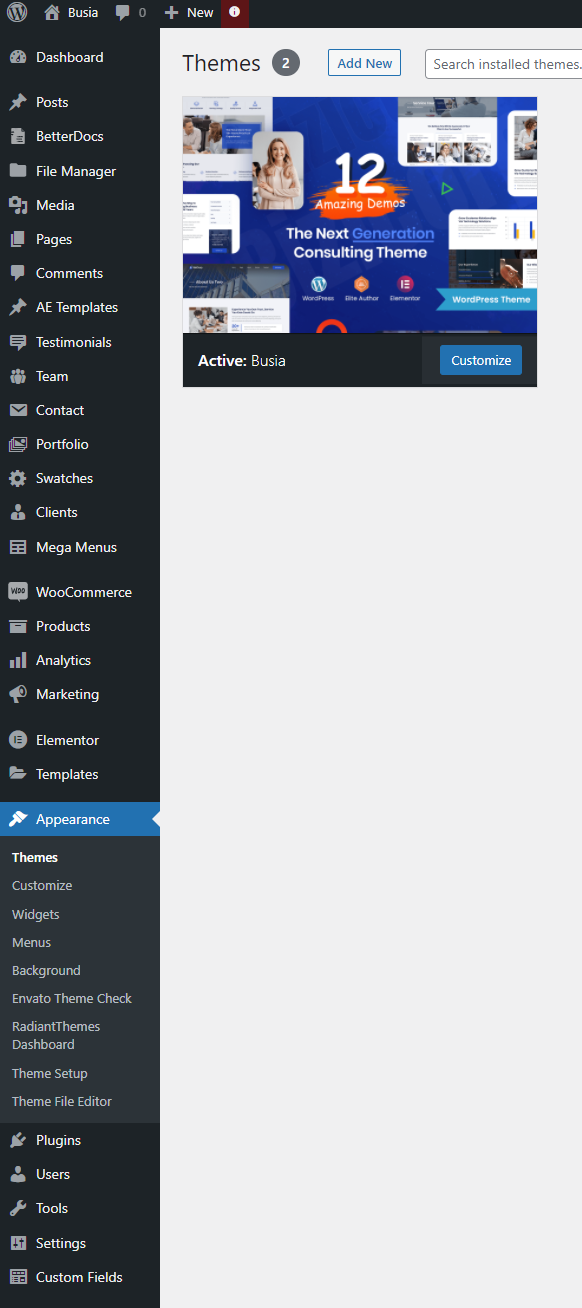 Busia
0
New
Dashboard
Posts
BetterDocs
File Manager
Media
Pages
Comments
AE Templates
Testimonials
Team
Contact
Portfolio
Swatches
Clients
Mega Menus
WooCommerce
Products
Analytics
Marketing
Elementor
Templates
Appearance
Themes
Customize
Widgets
Menus
Background
Envato Theme Check
RadiantThemes
Dashboard
Theme Setup
Theme File Editor
Plugins
Users
Tools
Settings
Custom Fields
Themes 2
Add New
Search installed themes.
12
Amazing Demos
The Next Generation
Consulting Theme
WordPress
Elite Author
Elementor
WordPress Theme
Active: Busia
Customize